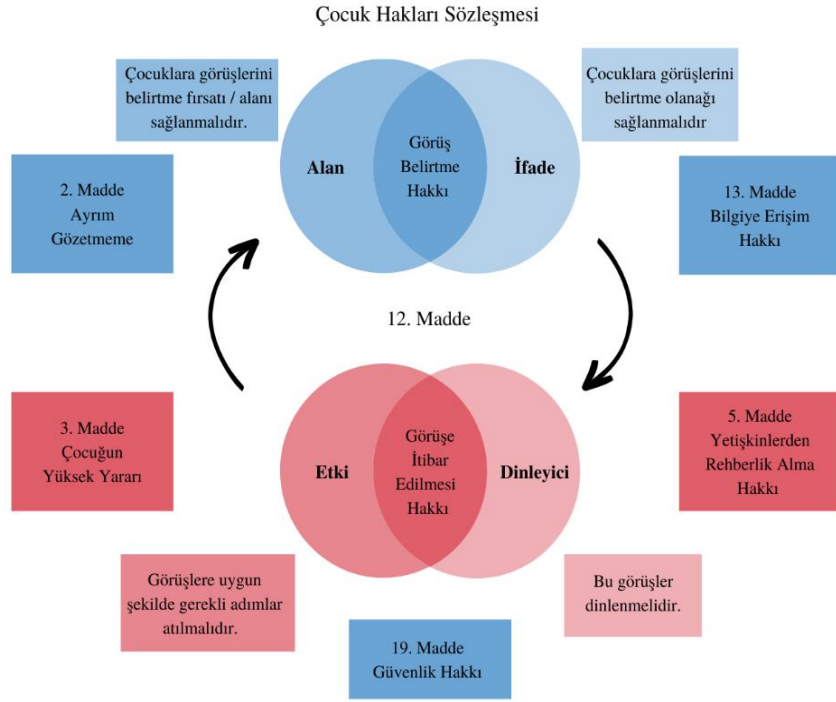 Çocuk Hakları Sözleşmesi
Çocuklara görüşlerini
belirtme fırsatı / alanı
sağlanmalıdır.
Çocuklara görüşlerini
belirtme olanağı
sağlanmalıdır
Alan
Görüş
Belirtme
Hakkı
İfade
2. Madde
Ayrım
Gözetmeme
13. Madde
Bilgiye Erişim
Hakkı
12. Madde
3. Madde
Çocuğun
Yüksek Yararı
Etki
Görüşe
İtibar
Edilmesi
Hakkı
Dinleyici
5. Madde
Yetişkinlerden
Rehberlik Alma
Hakkı
Görüşlere uygun
şekilde gerekli adımlar
atılmalıdır.
Bu görüşler
dinlenmelidir.
19. Madde
Güvenlik Hakkı